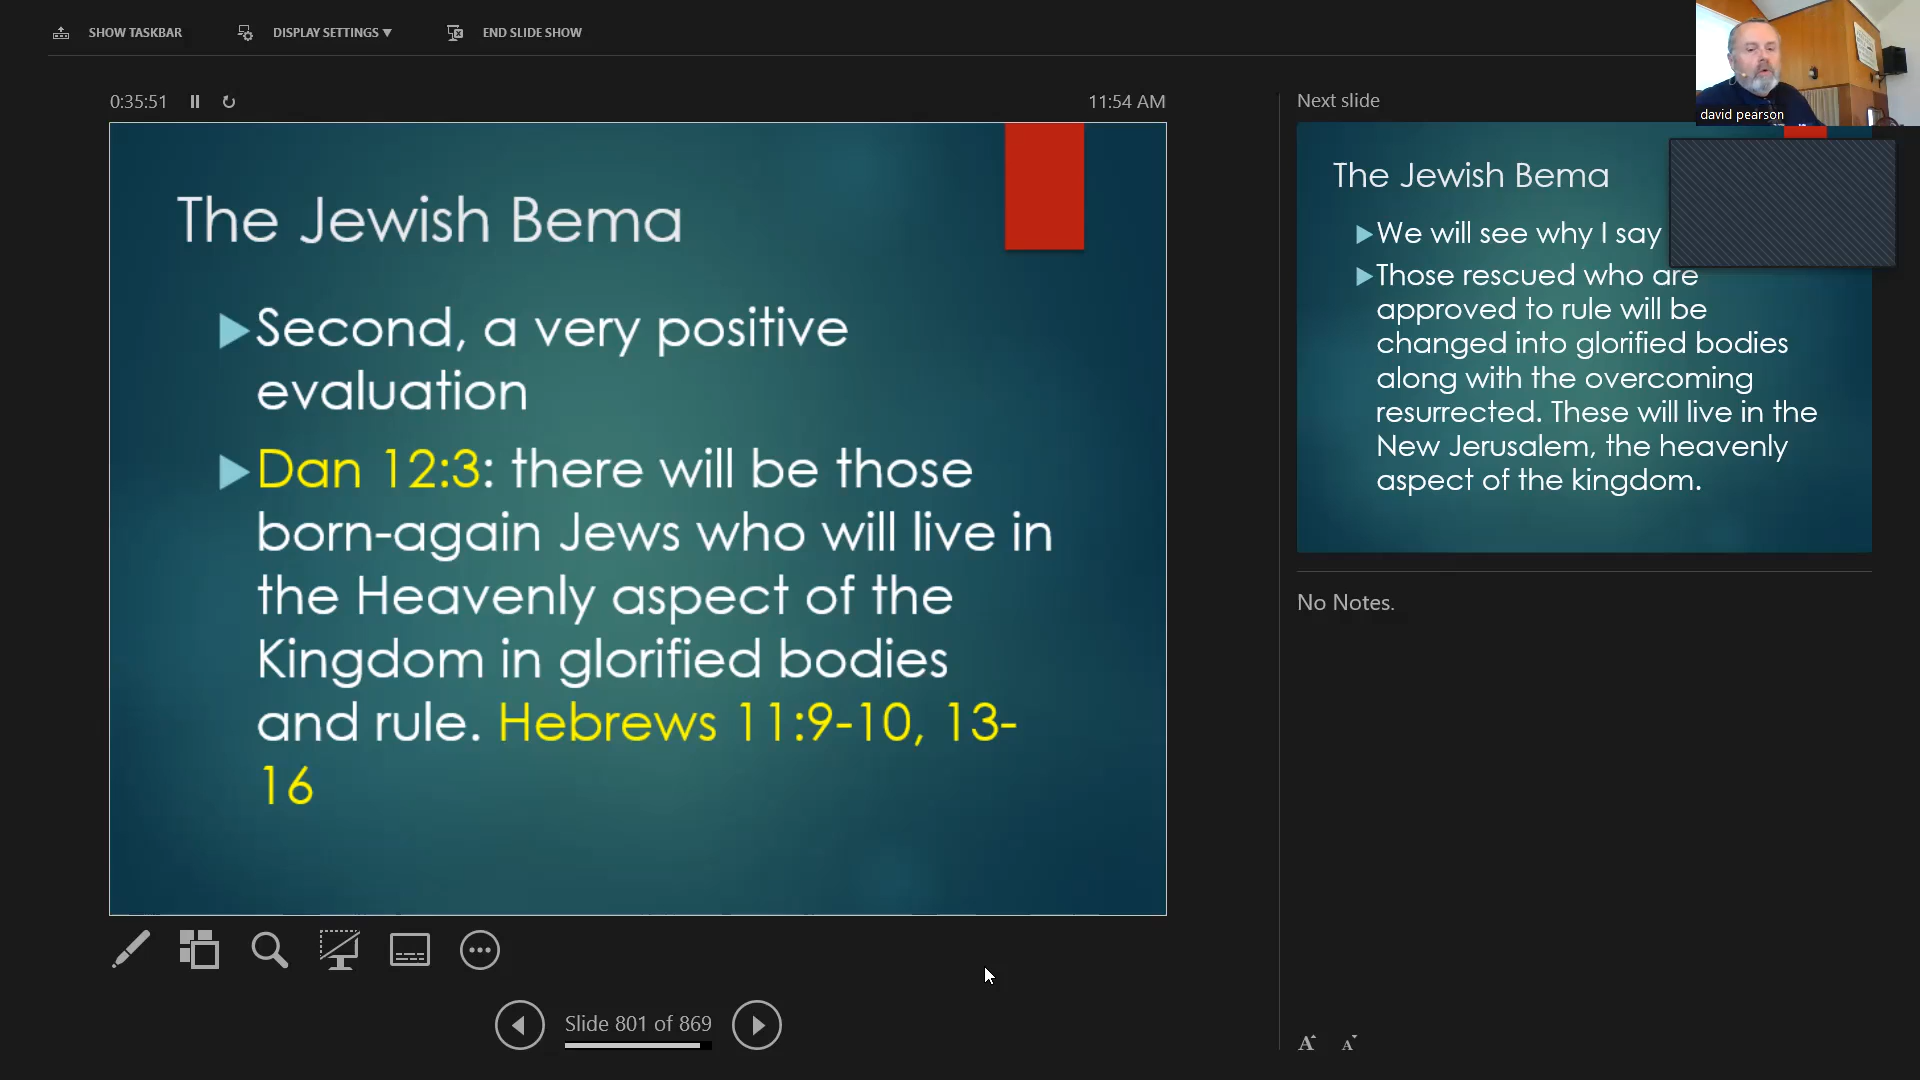 SHOW TASKBAR
DISPLAY SETTINGS ▼
END SLIDE SHOW
0:35:51
11:54 AM
The Jewish Bema
▶Second, a very positive
evaluation
▶Dan 12:3: there will be those
born-again Jews who will live in
the Heavenly aspect of the
Kingdom in glorified bodies
and rule. Hebrews 11:9-10, 13-
16
Slide 801 of 869
Next slide
david pearson
The Jewish Bema
▶We will see why I say
▶Those rescued who are
approved to rule will be
changed into glorified bodies
along with the overcoming
resurrected. These will live in the
New Jerusalem, the heavenly
aspect of the kingdom.
No Notes.
A A